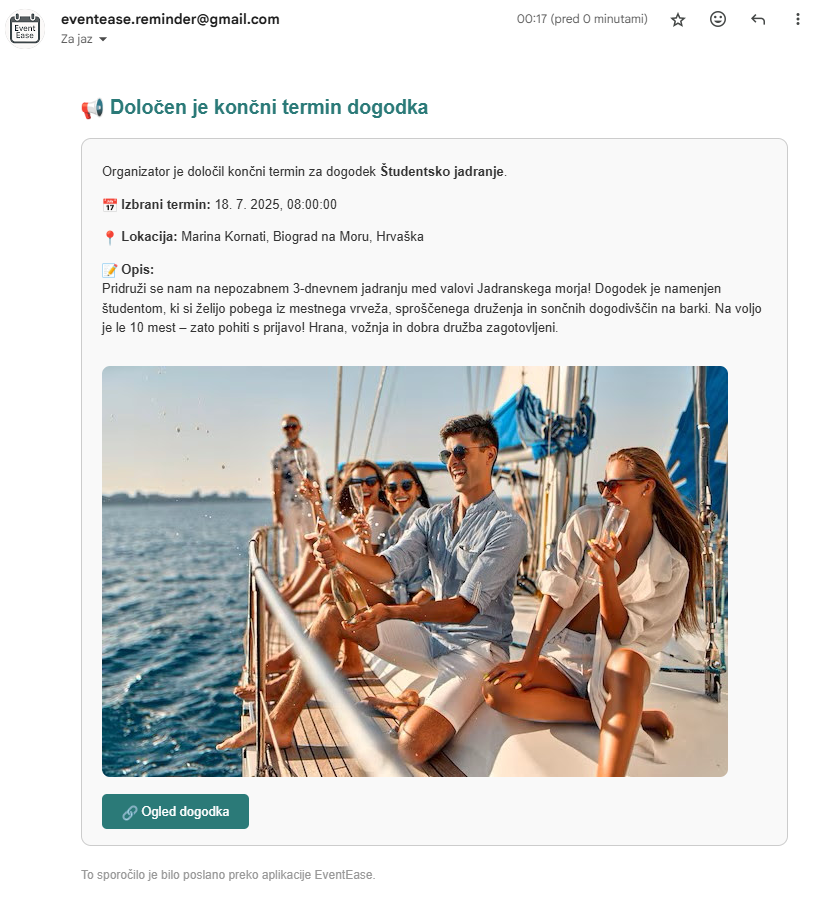 Event
Ease
eventease.reminder@gmail.com
00:17 (pred 0 minutami)
Za jaz
Določen je končni termin dogodka
Organizator je določil končni termin za dogodek Študentsko jadranje.
Izbrani termin: 18. 7. 2025, 08:00:00
Lokacija: Marina Kornati, Biograd na Moru, Hrvaška
Opis:
Pridruži se nam na nepozabnem 3-dnevnem jadranju med valovi Jadranskega morja! Dogodek je namenjen
študentom, ki si želijo pobega iz mestnega vrveža, sproščenega druženja in sončnih dogodivščin na barki. Na voljo
je le 10 mest – zato pohiti s prijavo! Hrana, vožnja in dobra družba zagotovljeni.
Ogled dogodka
To sporočilo je bilo poslano preko aplikacije EventEase.